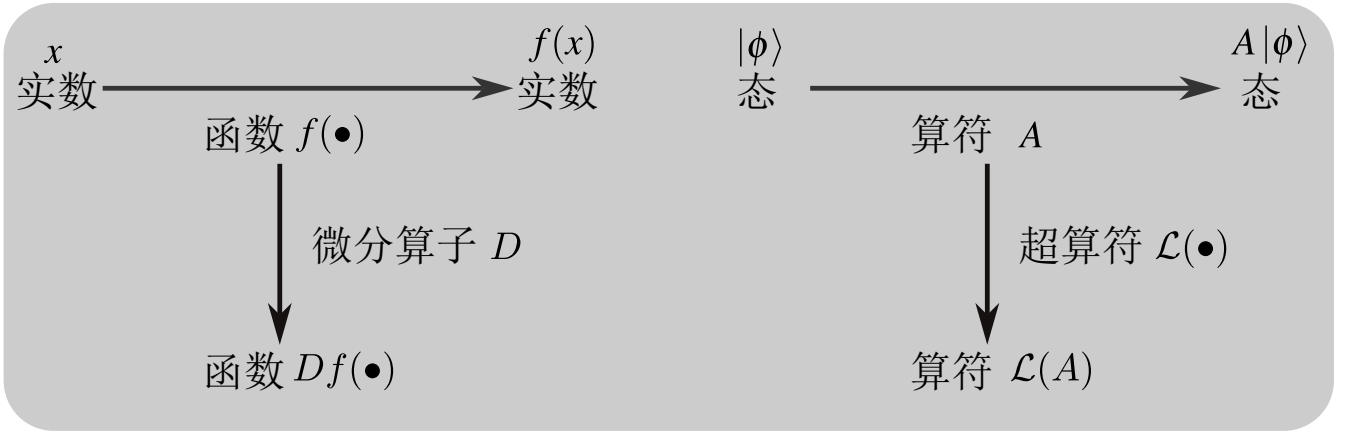 x
实数
f(x)
实数
函数 f(•)
微分算子 D
函数 Df(•)
|ϕ⟩
态
A|ϕ⟩
态
算符 A
超算符 ℒ(•)
算符 ℒ(A)